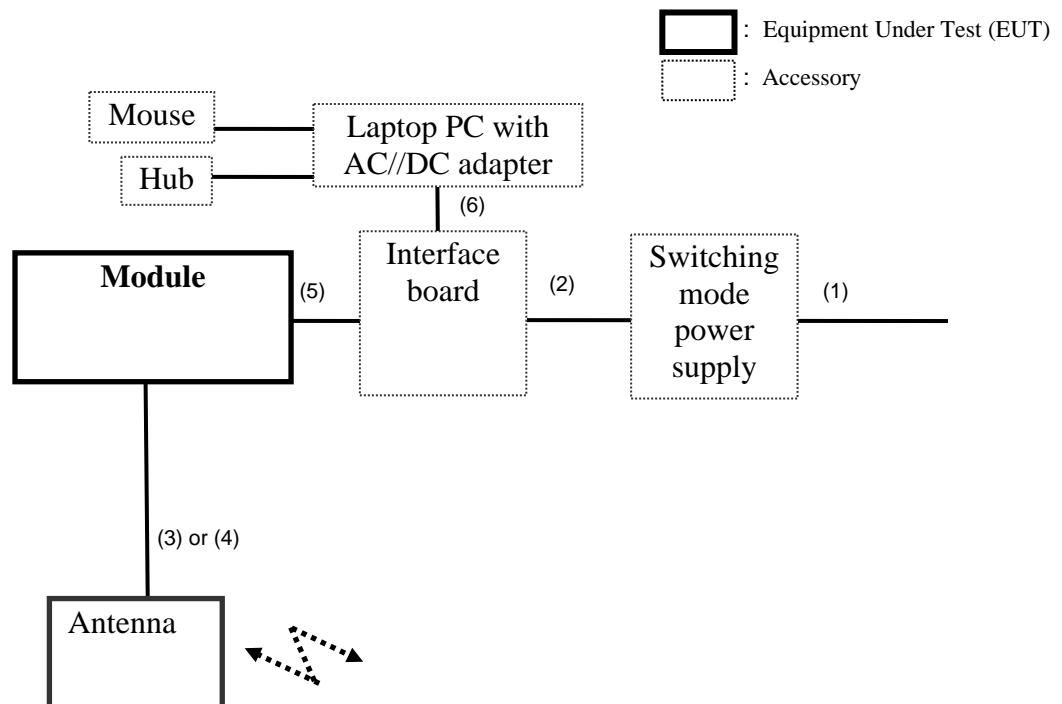 : Equipment Under Test (EUT)
: Accessory
Mouse
Hub
Laptop PC with
AC//DC adapter
(6)
Module
(5)
Interface
board
(2)
Switching
mode
power
supply
(1)
(3) or (4)
Antenna